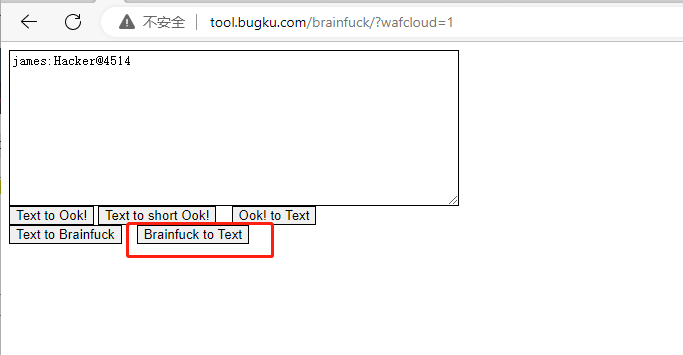 不安全 | tool.bugku.com/brainfuck/?wafcloud=1
james:Hacker@4514
Text to Ook! Text to short Ook! Ook! to Text
Text to Brainfuck Brainfuck to Text